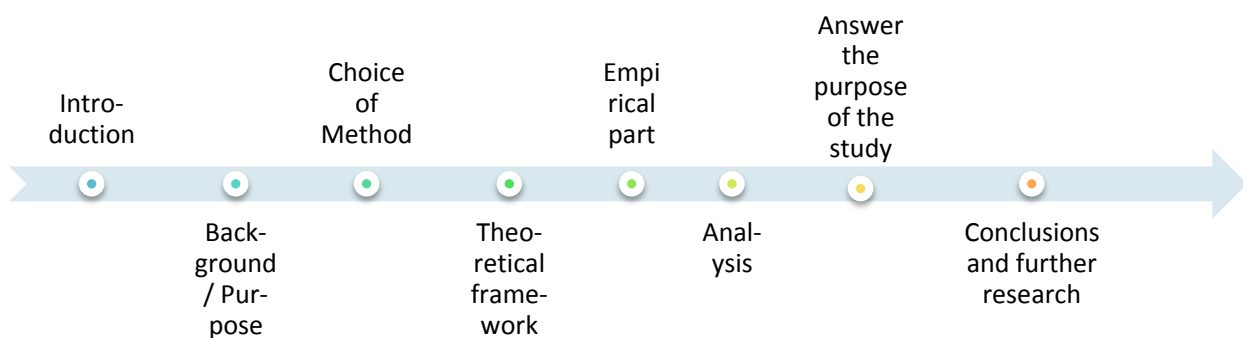 Intro-
duction
Back-
ground
/ Pur-
pose
Choice
of
Method
Theo-
retical
frame-
work
Empi
rical
part
Anal-
ysis
Answer
the
purpose
of the
study
Conclusions
and further
research